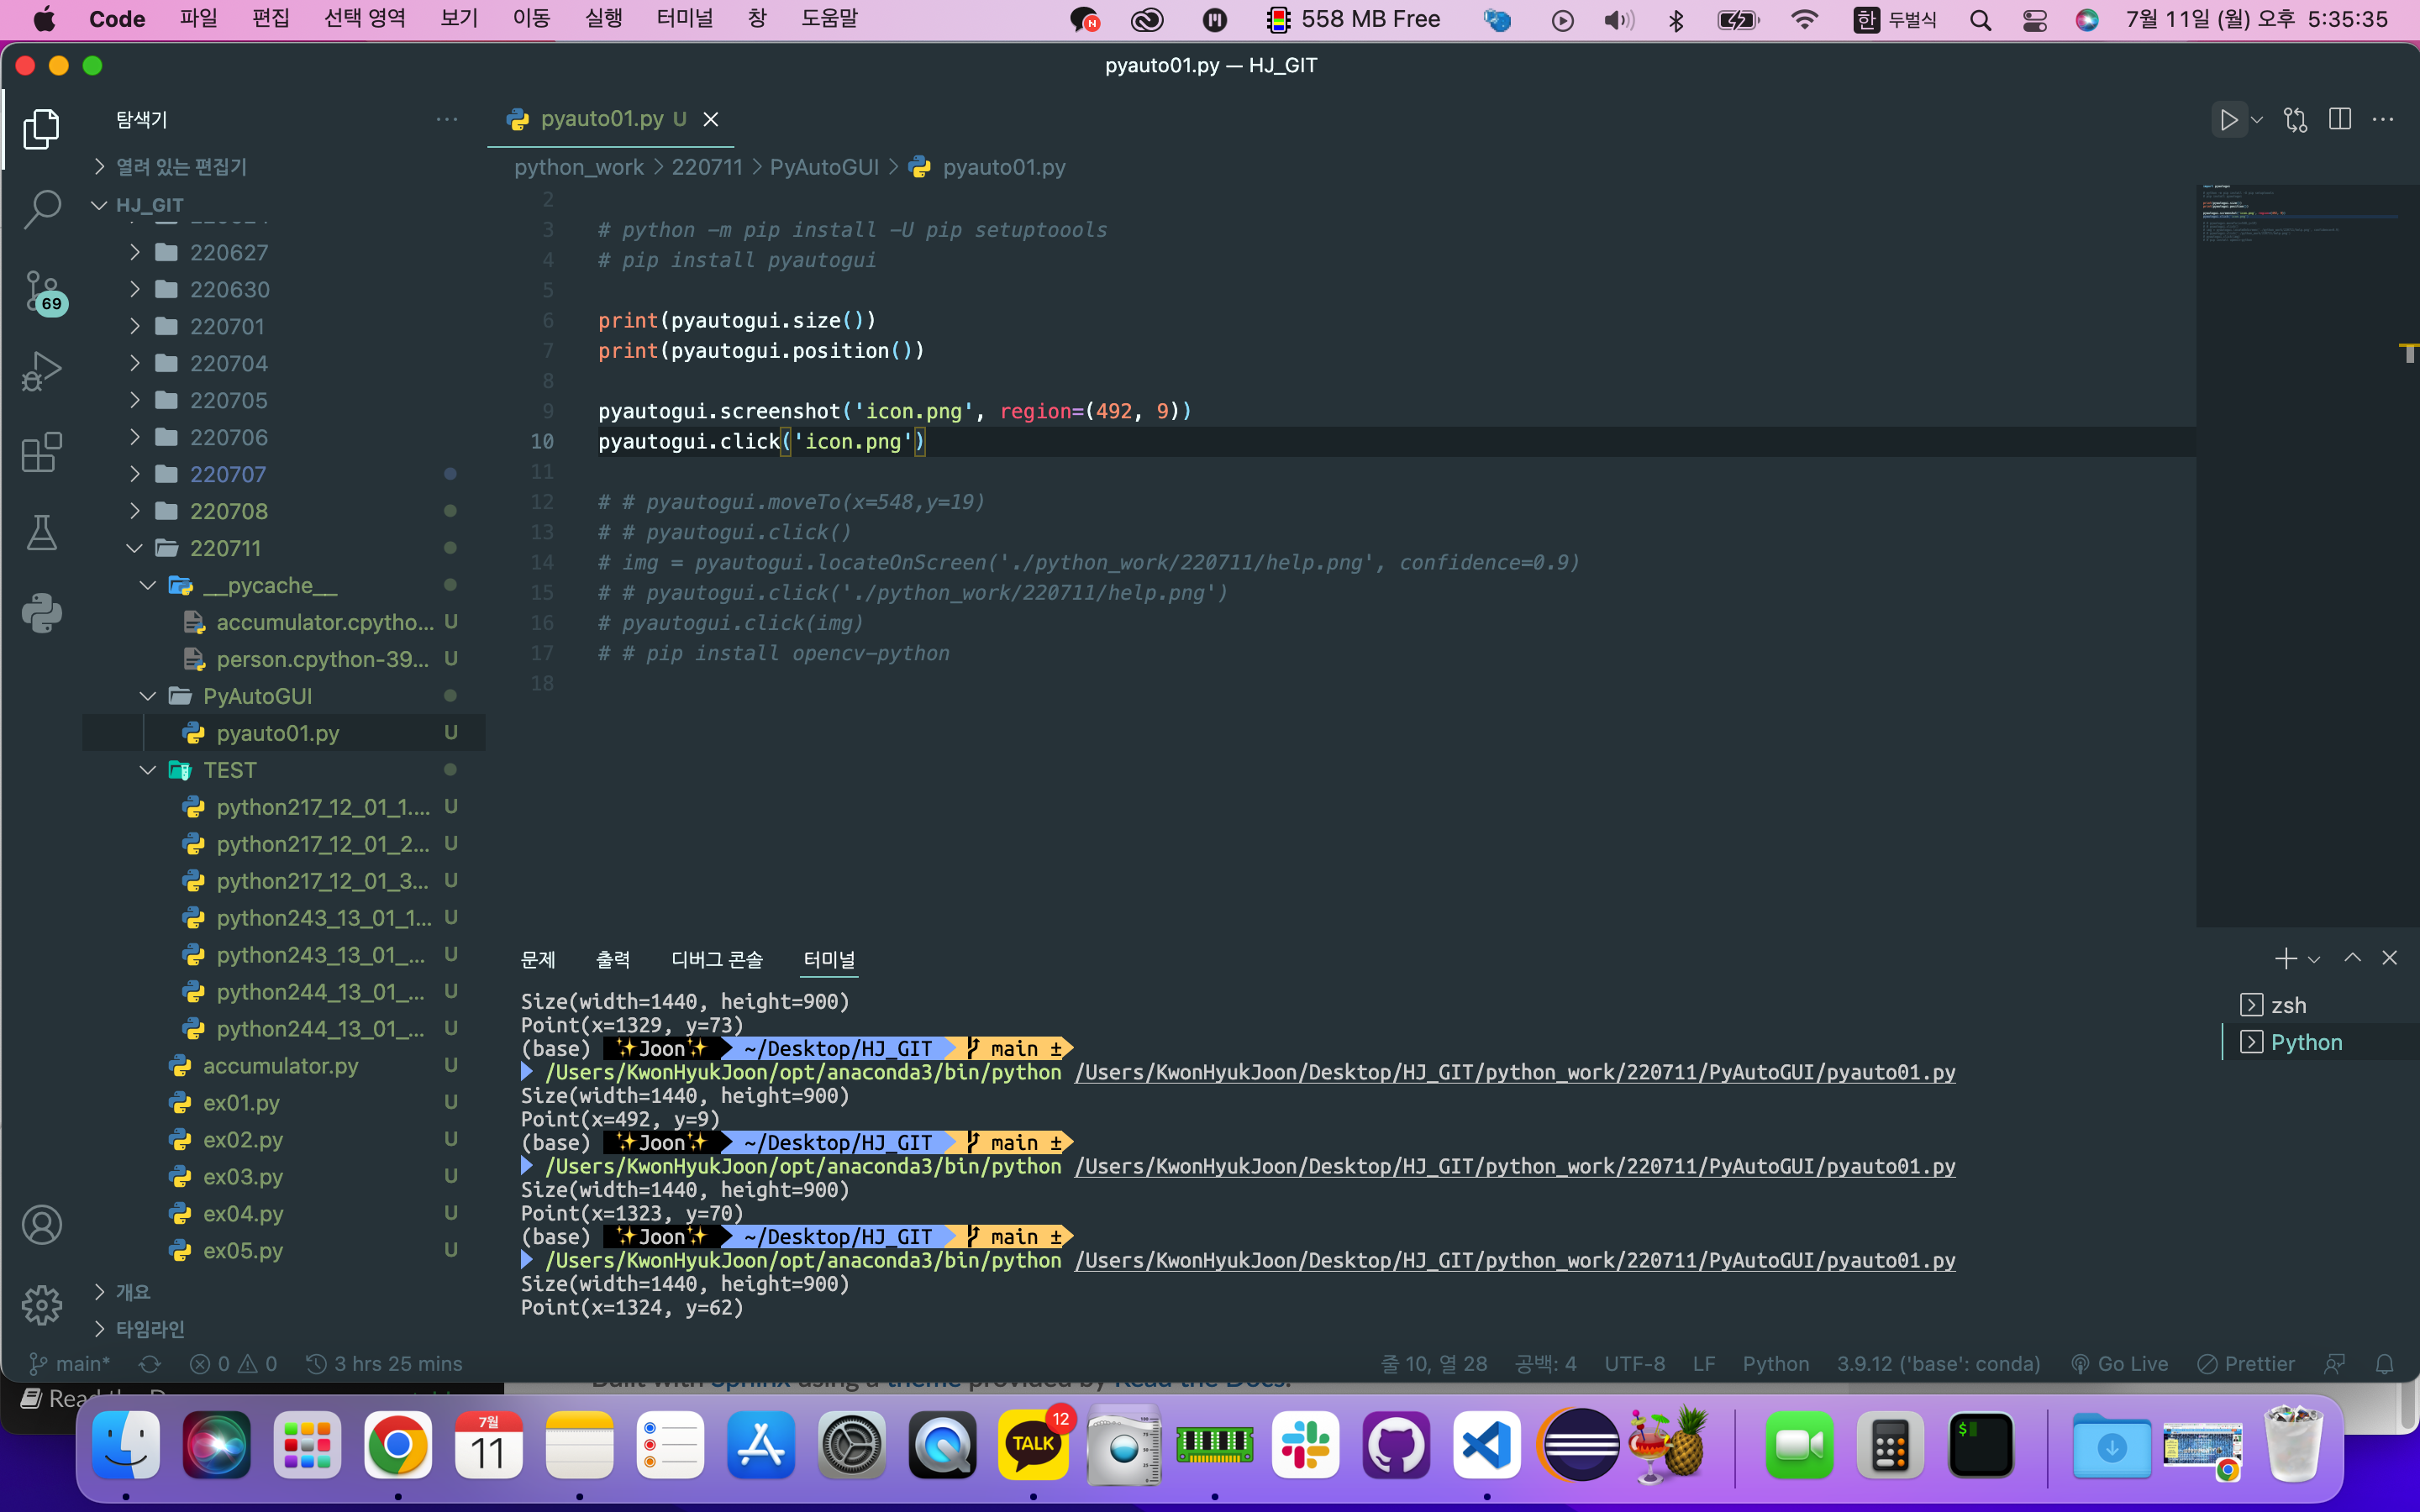 Code 파일 편집 선택 영역 보기 이동 실행 터미널 창 도움말 558 MB Free 한 두벌식 7월 11일 (월) 오후 5:35:35
pyauto01.py — HJ_GIT
탐색기
열려 있는 편집기
HJ_GIT
220627
220630
220701
220704
220705
220706
220707
220708
220711
__pycache__
accumulator.cpytho... U
person.cpython-39... U
PyAutoGUI
pyauto01.py U
TEST
python217_12_01_1.... U
python217_12_01_2... U
python217_12_01_3... U
python243_13_01_1... U
python243_13_01_... U
python244_13_01_... U
python244_13_01_... U
accumulator.py U
ex01.py U
ex02.py U
ex03.py U
ex04.py U
ex05.py U
개요
타임라인
69
pyauto01.py U
python_work > 220711 > PyAutoGUI > pyauto01.py
2
3 # python -m pip install -U pip setuptoools
4 # pip install pyautogui
5
6 print(pyautogui.size())
7 print(pyautogui.position())
8
9 pyautogui.screenshot('icon.png', region=(492, 9))
10 pyautogui.click('icon.png')
11
12 # # pyautogui.moveTo(x=548,y=19)
13 # # pyautogui.click()
14 # img = pyautogui.locateOnScreen('./python_work/220711/help.png', confidence=0.9)
15 # # pyautogui.click('./python_work/220711/help.png')
16 # pyautogui.click(img)
17 # # pip install opencv-python
18
문제 출력 디버그 콘솔 터미널
Size(width=1440, height=900)
Point(x=1329, y=73)
(base) ✨Joon✨ ~/Desktop/HJ_GIT main ±
/Users/KwonHyukJoon/opt/anaconda3/bin/python /Users/KwonHyukJoon/Desktop/HJ_GIT/python_work/220711/PyAutoGUI/pyauto01.py
Size(width=1440, height=900)
Point(x=492, y=9)
(base) ✨Joon✨ ~/Desktop/HJ_GIT main ±
/Users/KwonHyukJoon/opt/anaconda3/bin/python /Users/KwonHyukJoon/Desktop/HJ_GIT/python_work/220711/PyAutoGUI/pyauto01.py
Size(width=1440, height=900)
Point(x=1323, y=70)
(base) ✨Joon✨ ~/Desktop/HJ_GIT main ±
/Users/KwonHyukJoon/opt/anaconda3/bin/python /Users/KwonHyukJoon/Desktop/HJ_GIT/python_work/220711/PyAutoGUI/pyauto01.py
Size(width=1440, height=900)
Point(x=1324, y=62)
zsh
Python
main* 0 0 3 hrs 25 mins 줄 10, 열 28 공백: 4 UTF-8 LF Python 3.9.12 ('base': conda) Go Live Prettier
Built with Sphinx using a theme provided by Read the Docs.
7월
11
TALK
12